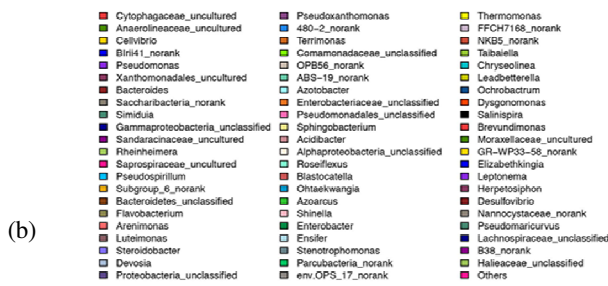 Cytophagaceae_uncultured
Anaerolineaceae_uncultured
Cellvibrio
Blrii41_norank
Pseudomonas
Xanthomonadales_uncultured
Bacteroides
Saccharibacteria_norank
Simiduia
Gammaproteobacteria_unclassified
Sandaracinaceae_uncultured
Rheinheimera
Saprospiraceae_uncultured
Pseudospirillum
Subgroup_6_norank
Bacteroidetes_unclassified
Flavobacterium
Arenimonas
Luteimonas
Steroidobacter
Devosia
Proteobacteria_unclassified
Pseudoxanthomonas
480-2_norank
Terrimonas
Comamonadaceae_unclassified
OPB56_norank
ABS-19_norank
Azotobacter
Enterobacteriaceae_unclassified
Pseudomonadales_unclassified
Sphingobacterium
Acidibacter
Alphaproteobacteria_unclassified
Roseiflexus
Blastocatella
Ohtaekwangia
Azoarcus
Shinella
Enterobacter
Ensifer
Stenotrophomonas
Parcubacteria_norank
env.OPS_17_norank
Thermomonas
FFCH7168_norank
NKB5_norank
Taibaiella
Chryseolinea
Leadbetterella
Ochrobactrum
Dysgonomonas
Salinispira
Brevundimonas
Moraxellaceae_uncultured
GR-WP33-58_norank
Elizabethkingia
Leptonema
Herpetosiphon
Desulfovibrio
Nannocystaceae_norank
Pseudomaricurvus
Lachnospiraceae_unclassified
B38_norank
Halieaceae_unclassified
Others
(b)